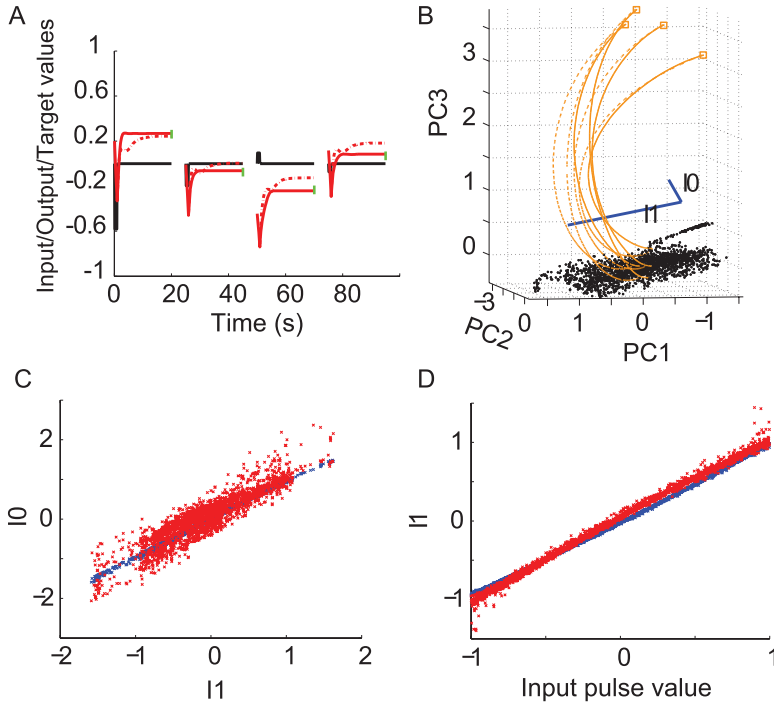 A
Input/Output/Target values
1
0.6
0.2
−0.2
−0.6
−1
0
20
40
60
80
Time (s)
B
PC3
3
2
1
0
I0
I1
−3
0
PC2
1
0
−1
PC1
C
I0
2
0
−2
−2
−1
0
1
2
I1
D
I1
1
0
−1
−1
0
1
Input pulse value